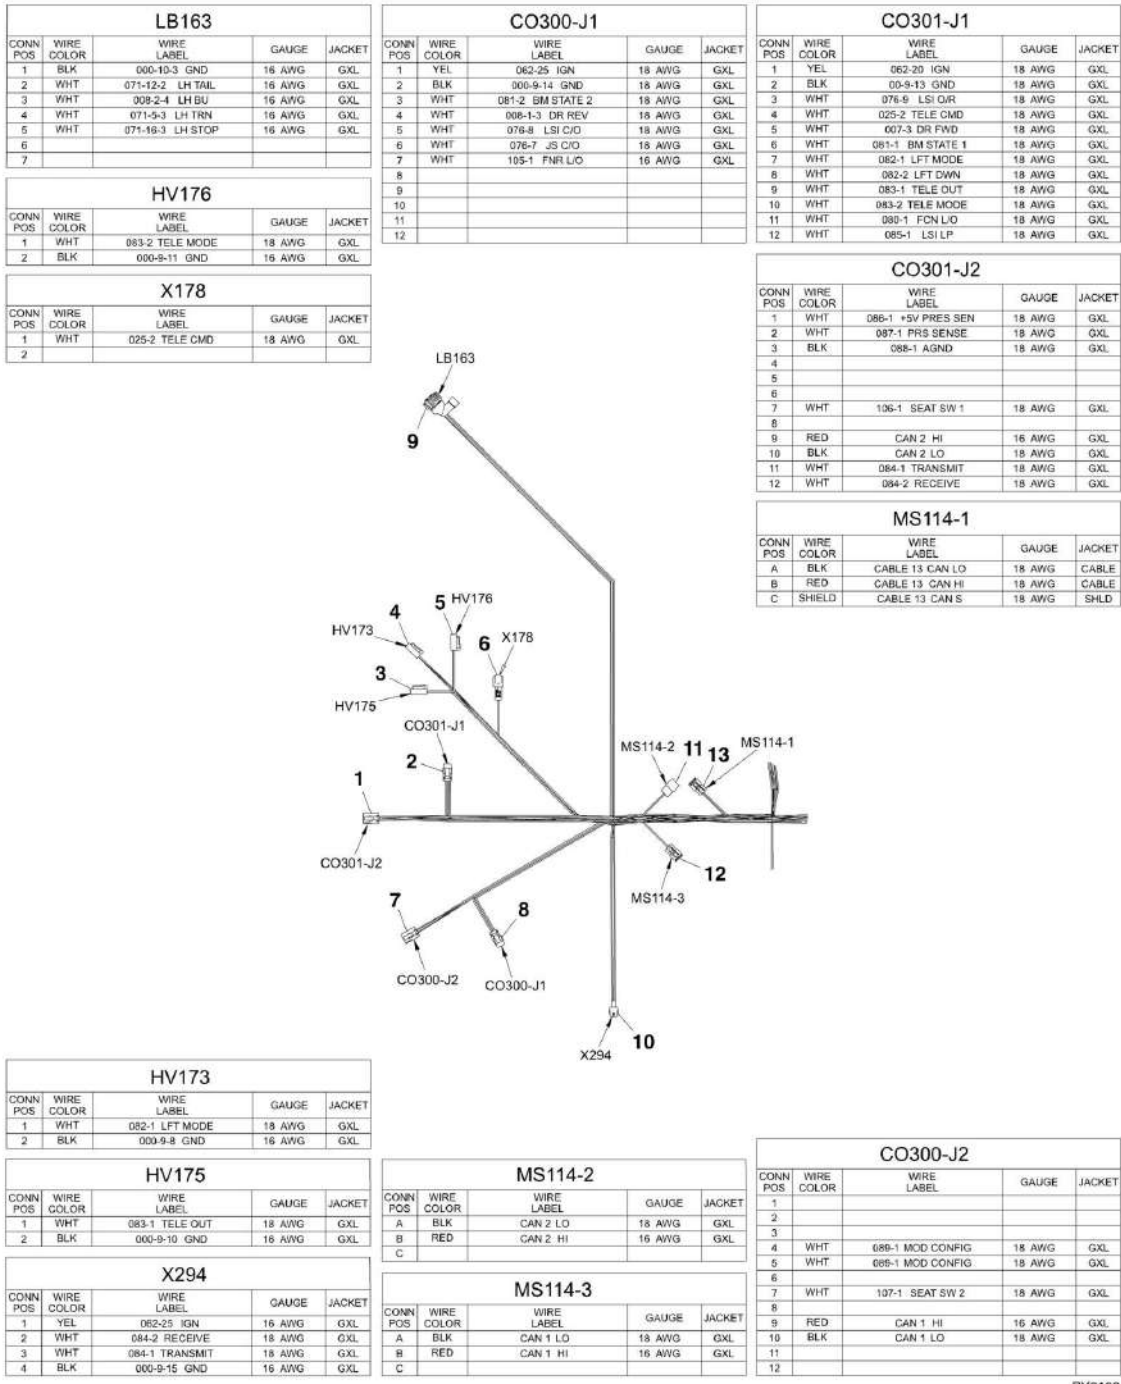 LB163
CONN POS WIRE COLOR WIRE LABEL GAUGE JACKET
1 BLK 000-10-3 GND 16 AWG GXL
2 WHT 071-12-2 LH TAIL 16 AWG GXL
3 WHT 008-2-4 LH BU 16 AWG GXL
4 WHT 071-5-3 LH TRN 16 AWG GXL
5 WHT 071-16-3 LH STOP 16 AWG GXL
6
7
HV176
CONN POS WIRE COLOR WIRE LABEL GAUGE JACKET
1 WHT 083-2 TELE MODE 18 AWG GXL
2 BLK 000-9-11 GND 16 AWG GXL
X178
CONN POS WIRE COLOR WIRE LABEL GAUGE JACKET
1 WHT 025-2 TELE CMD 18 AWG GXL
2
CO300-J1
CONN POS WIRE COLOR WIRE LABEL GAUGE JACKET
1 YEL 062-25 IGN 18 AWG GXL
2 BLK 000-9-14 GND 18 AWG GXL
3 WHT 081-2 BM STATE 2 18 AWG GXL
4 WHT 008-1-3 DR REV 18 AWG GXL
5 WHT 076-8 LSI C/O 18 AWG GXL
6 WHT 076-7 JS C/O 18 AWG GXL
7 WHT 105-1 FNR L/O 16 AWG GXL
8
9
10
11
12
CO301-J1
CONN POS WIRE COLOR WIRE LABEL GAUGE JACKET
1 YEL 062-20 IGN 18 AWG GXL
2 BLK 00-9-13 GND 18 AWG GXL
3 WHT 076-9 LSI O/R 18 AWG GXL
4 WHT 025-2 TELE CMD 18 AWG GXL
5 WHT 007-3 DR FWD 18 AWG GXL
6 WHT 081-1 BM STATE 1 18 AWG GXL
7 WHT 082-1 LFT MODE 18 AWG GXL
8 WHT 082-2 LFT DWN 18 AWG GXL
9 WHT 083-1 TELE OUT 18 AWG GXL
10 WHT 083-2 TELE MODE 18 AWG GXL
11 WHT 080-1 FCN L/O 18 AWG GXL
12 WHT 085-1 LSI LP 18 AWG GXL
CO301-J2
CONN POS WIRE COLOR WIRE LABEL GAUGE JACKET
1 WHT 086-1 +5V PRES SEN 18 AWG GXL
2 WHT 087-1 PRS SENSE 18 AWG GXL
3 BLK 088-1 AGND 18 AWG GXL
4
5
6
7 WHT 106-1 SEAT SW 1 18 AWG GXL
8
9 RED CAN 2 HI 16 AWG GXL
10 BLK CAN 2 LO 18 AWG GXL
11 WHT 084-1 TRANSMIT 18 AWG GXL
12 WHT 084-2 RECEIVE 18 AWG GXL
MS114-1
CONN POS WIRE COLOR WIRE LABEL GAUGE JACKET
A BLK CABLE 13 CAN LO 18 AWG CABLE
B RED CABLE 13 CAN HI 18 AWG CABLE
C SHIELD CABLE 13 CAN S 18 AWG SHLD
LB163
9
5 HV176
4
HV173
6 X178
3
HV175
CO301-J1
2
MS114-2 11 13 MS114-1
1
CO301-J2
12
MS114-3
7
8
CO300-J2
CO300-J1
10
X294
HV173
CONN POS WIRE COLOR WIRE LABEL GAUGE JACKET
1 WHT 082-1 LFT MODE 18 AWG GXL
2 BLK 000-9-8 GND 16 AWG GXL
HV175
CONN POS WIRE COLOR WIRE LABEL GAUGE JACKET
1 WHT 083-1 TELE OUT 18 AWG GXL
2 BLK 000-9-10 GND 16 AWG GXL
X294
CONN POS WIRE COLOR WIRE LABEL GAUGE JACKET
1 YEL 062-25 IGN 16 AWG GXL
2 WHT 084-2 RECEIVE 18 AWG GXL
3 WHT 084-1 TRANSMIT 18 AWG GXL
4 BLK 000-9-15 GND 16 AWG GXL
MS114-2
CONN POS WIRE COLOR WIRE LABEL GAUGE JACKET
A BLK CAN 2 LO 18 AWG GXL
B RED CAN 2 HI 16 AWG GXL
C
MS114-3
CONN POS WIRE COLOR WIRE LABEL GAUGE JACKET
A BLK CAN 1 LO 18 AWG GXL
B RED CAN 1 HI 16 AWG GXL
C
CO300-J2
CONN POS WIRE COLOR WIRE LABEL GAUGE JACKET
1
2
3
4 WHT 089-1 MOD CONFIG 18 AWG GXL
5 WHT 089-1 MOD CONFIG 18 AWG GXL
6
7 WHT 107-1 SEAT SW 2 18 AWG GXL
8
9 RED CAN 1 HI 16 AWG GXL
10 BLK CAN 1 LO 18 AWG GXL
11
12